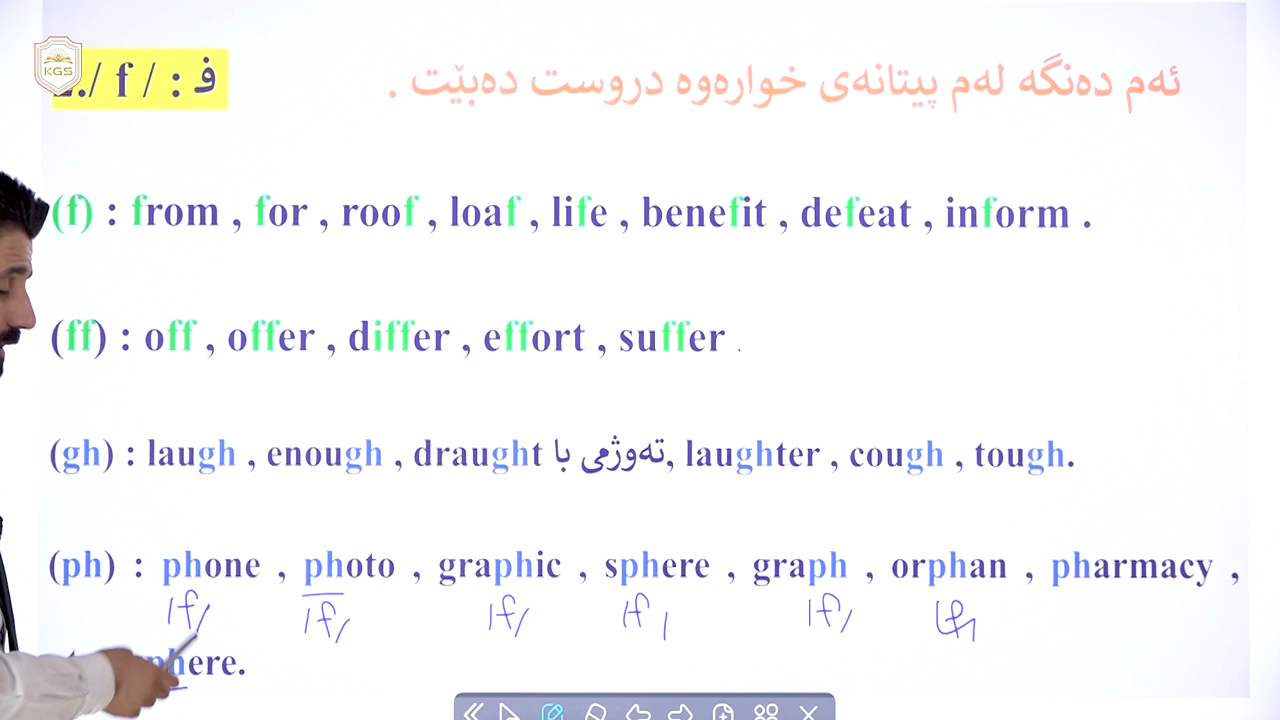 KGS
/ f / : ف
ئەم دەنگە لەم پیتانەی خوارەوە دروست دەبێت .
(f) : from , for , roof , loaf , life , benefit , defeat , inform .
(ff) : off , offer , differ , effort , suffer .
(gh) : laugh , enough , draught تەوژمی با, laughter , cough , tough.
(ph) : phone , photo , graphic , sphere , graph , orphan , pharmacy ,
/f/ /f/ /f/ /f/ /f/ /f/
phere.